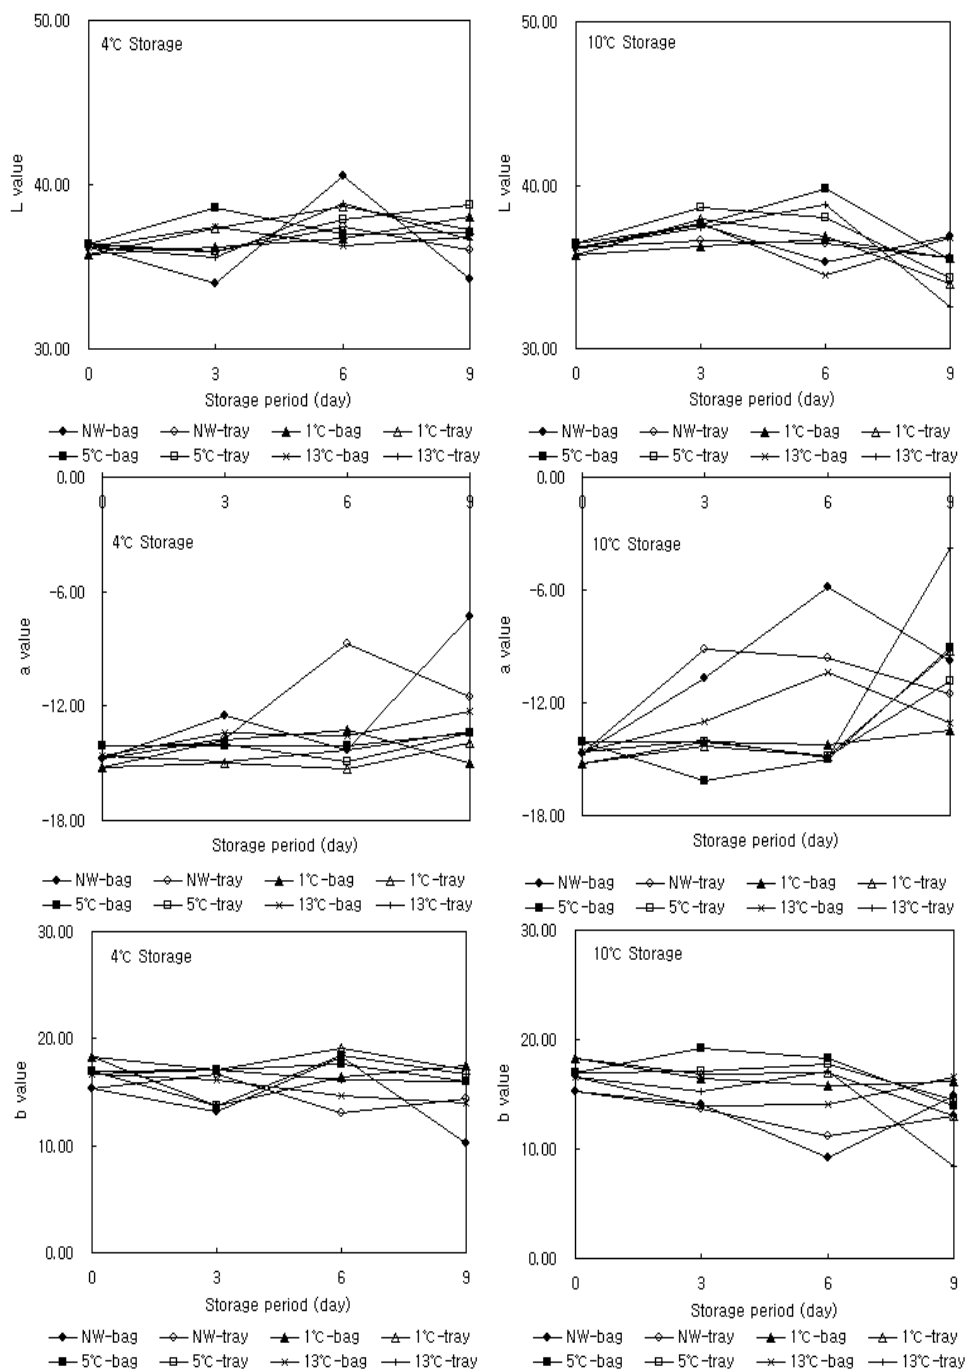 50.00
4℃ Storage
40.00
30.00
L value
0 3 6 9
Storage period (day)
NW-bag NW-tray 1℃-bag 1℃-tray
5℃-bag 5℃-tray 13℃-bag 13℃-tray
50.00
10℃ Storage
40.00
30.00
L value
0 3 6 9
Storage period (day)
NW-bag NW-tray 1℃-bag 1℃-tray
5℃-bag 5℃-tray 13℃-bag 13℃-tray
0.00
0 3 6 9
4℃ Storage
-6.00
-12.00
-18.00
a value
Storage period (day)
NW-bag NW-tray 1℃-bag 1℃-tray
5℃-bag 5℃-tray 13℃-bag 13℃-tray
0.00
0 3 6 9
10℃ Storage
-6.00
-12.00
-18.00
a value
Storage period (day)
NW-bag NW-tray 1℃-bag 1℃-tray
5℃-bag 5℃-tray 13℃-bag 13℃-tray
30.00
4℃ Storage
20.00
10.00
0.00
b value
0 3 6 9
Storage period (day)
NW-bag NW-tray 1℃-bag 1℃-tray
5℃-bag 5℃-tray 13℃-bag 13℃-tray
30.00
10℃ Storage
20.00
10.00
0.00
b value
0 3 6 9
Storage period (day)
NW-bag NW-tray 1℃-bag 1℃-tray
5℃-bag 5℃-tray 13℃-bag 13℃-tray